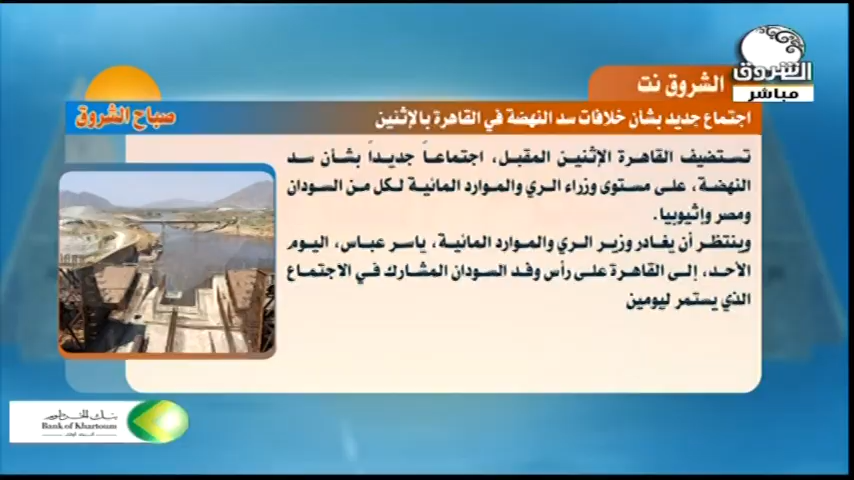 الشروق
مباشر
الشروق نت
صباح الشروق
اجتماع جديد بشأن خلافات سد النهضة في القاهرة بالإثنين
تستضيف القاهرة الإثنين المقبل، اجتماعاً جديداً بشأن سد
النهضة، على مستوى وزراء الري والموارد المائية لكل من السودان
ومصر وإثيوبيا.
وينتظر أن يغادر وزير الري والموارد المائية، ياسر عباس، اليوم
الأحد، إلى القاهرة على رأس وفد السودان المشارك في الاجتماع
الذي يستمر ليومين
بنك الخرطوم
Bank of Khartoum